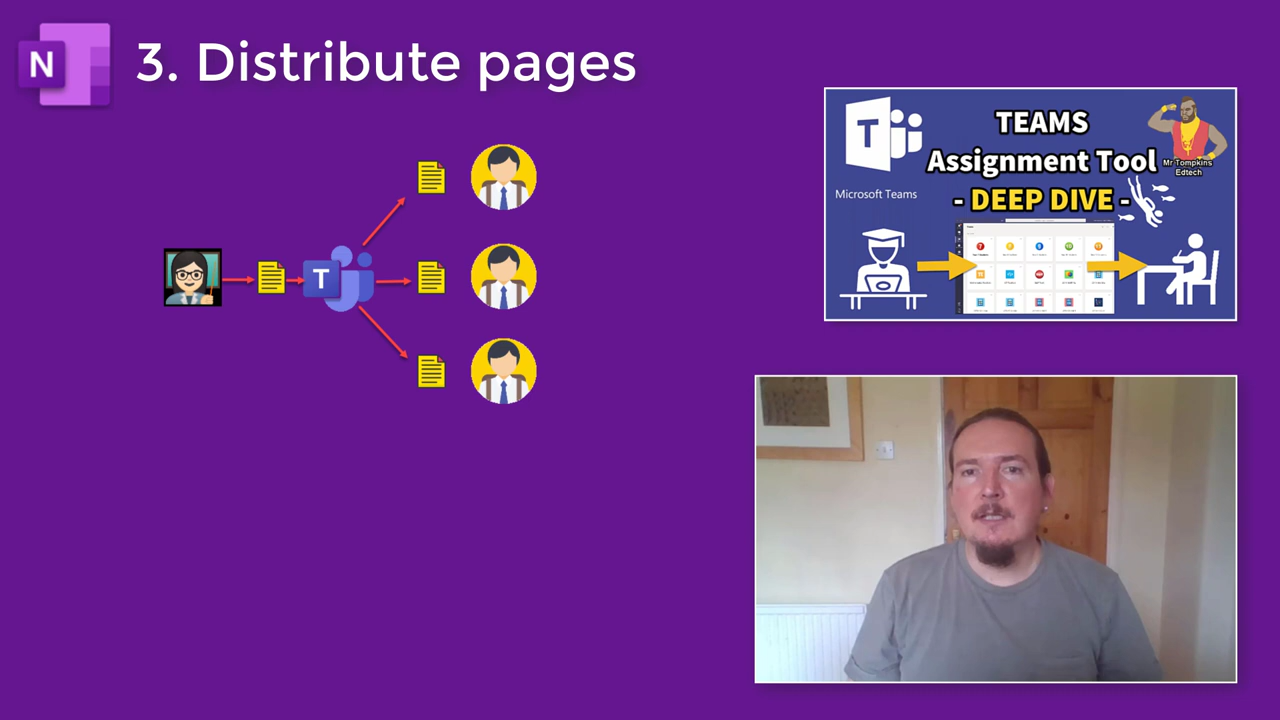 N
3. Distribute pages
T
T
Microsoft Teams
TEAMS
Assignment Tool
- DEEP DIVE -
Mr Tompkins
Edtech